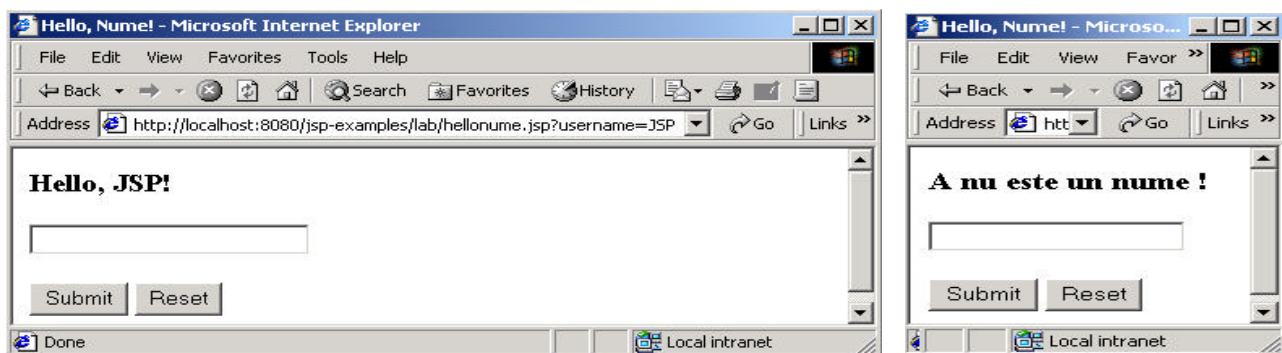 Hello, Nume! - Microsoft Internet Explorer
File Edit View Favorites Tools Help
Back Search Favorites History
Address http://localhost:8080/jsp-examples/lab/hellonume.jsp?username=JSP Go Links »
Hello, JSP!
Submit Reset
Done Local intranet
Hello, Nume! - Microso...
File Edit View Favor »
Back »
Address htt Go Links »
A nu este un nume !
Submit Reset
Local intranet